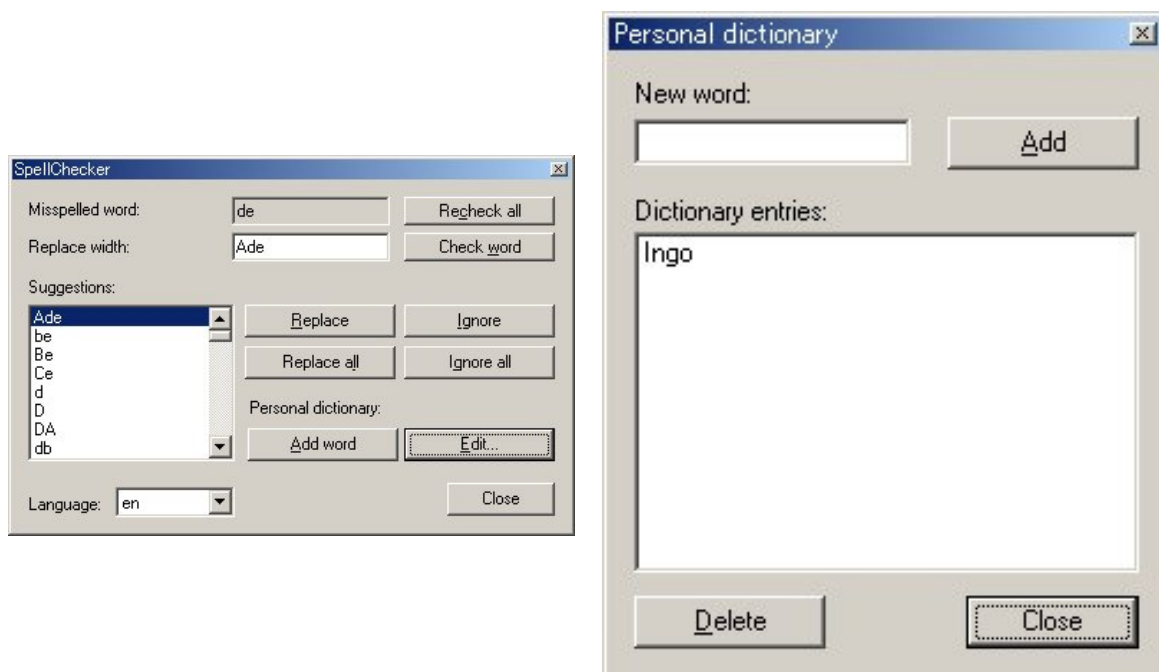 SpellChecker
Misspelled word: de Recheck all
Replace width: Ade Check word
Suggestions:
Ade
be
Be
Ce
d
D
DA
db
Replace Ignore
Replace all Ignore all
Personal dictionary:
Add word Edit...
Language: en Close
Personal dictionary
New word:
Add
Dictionary entries:
Ingo
Delete Close